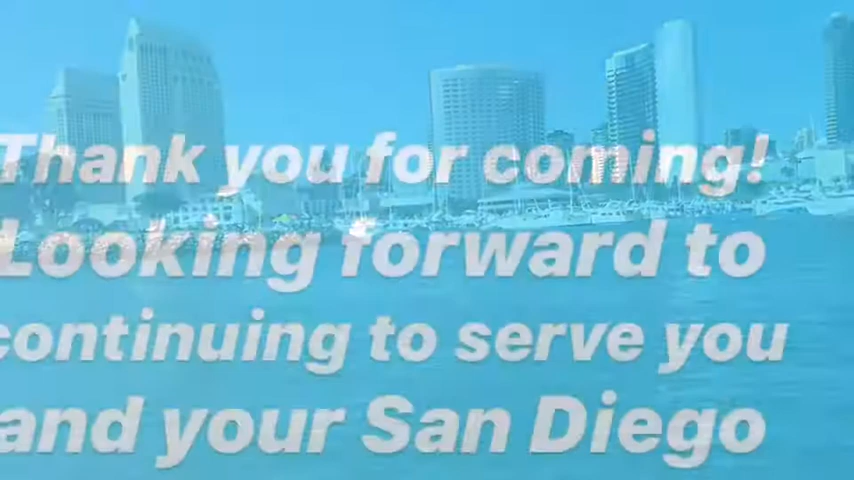 Thank you for coming!
Looking forward to
continuing to serve you
and your San Diego